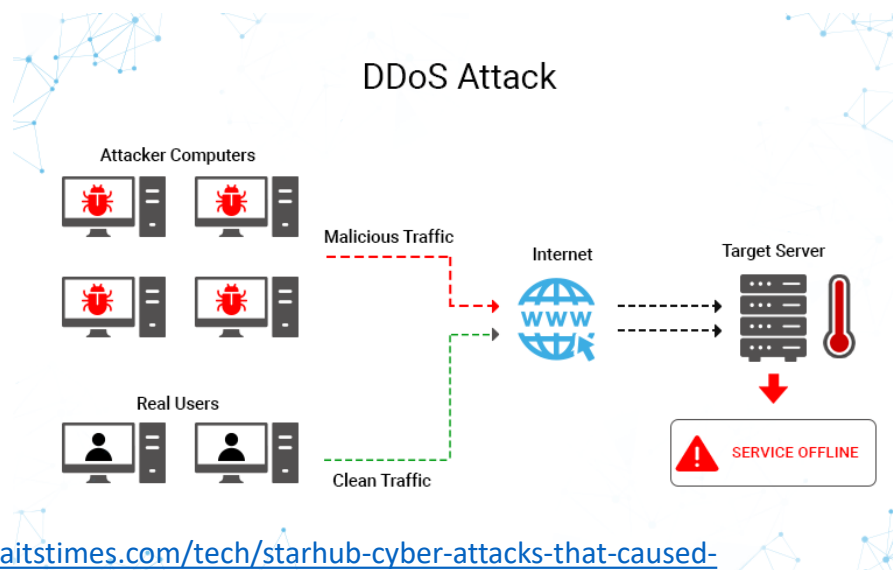 DDoS Attack
Attacker Computers
Malicious Traffic
Internet
Target Server
WWW
Real Users
SERVICE OFFLINE
Clean Traffic
aitstimes.com/tech/starhub-cyber-attacks-that-caused-